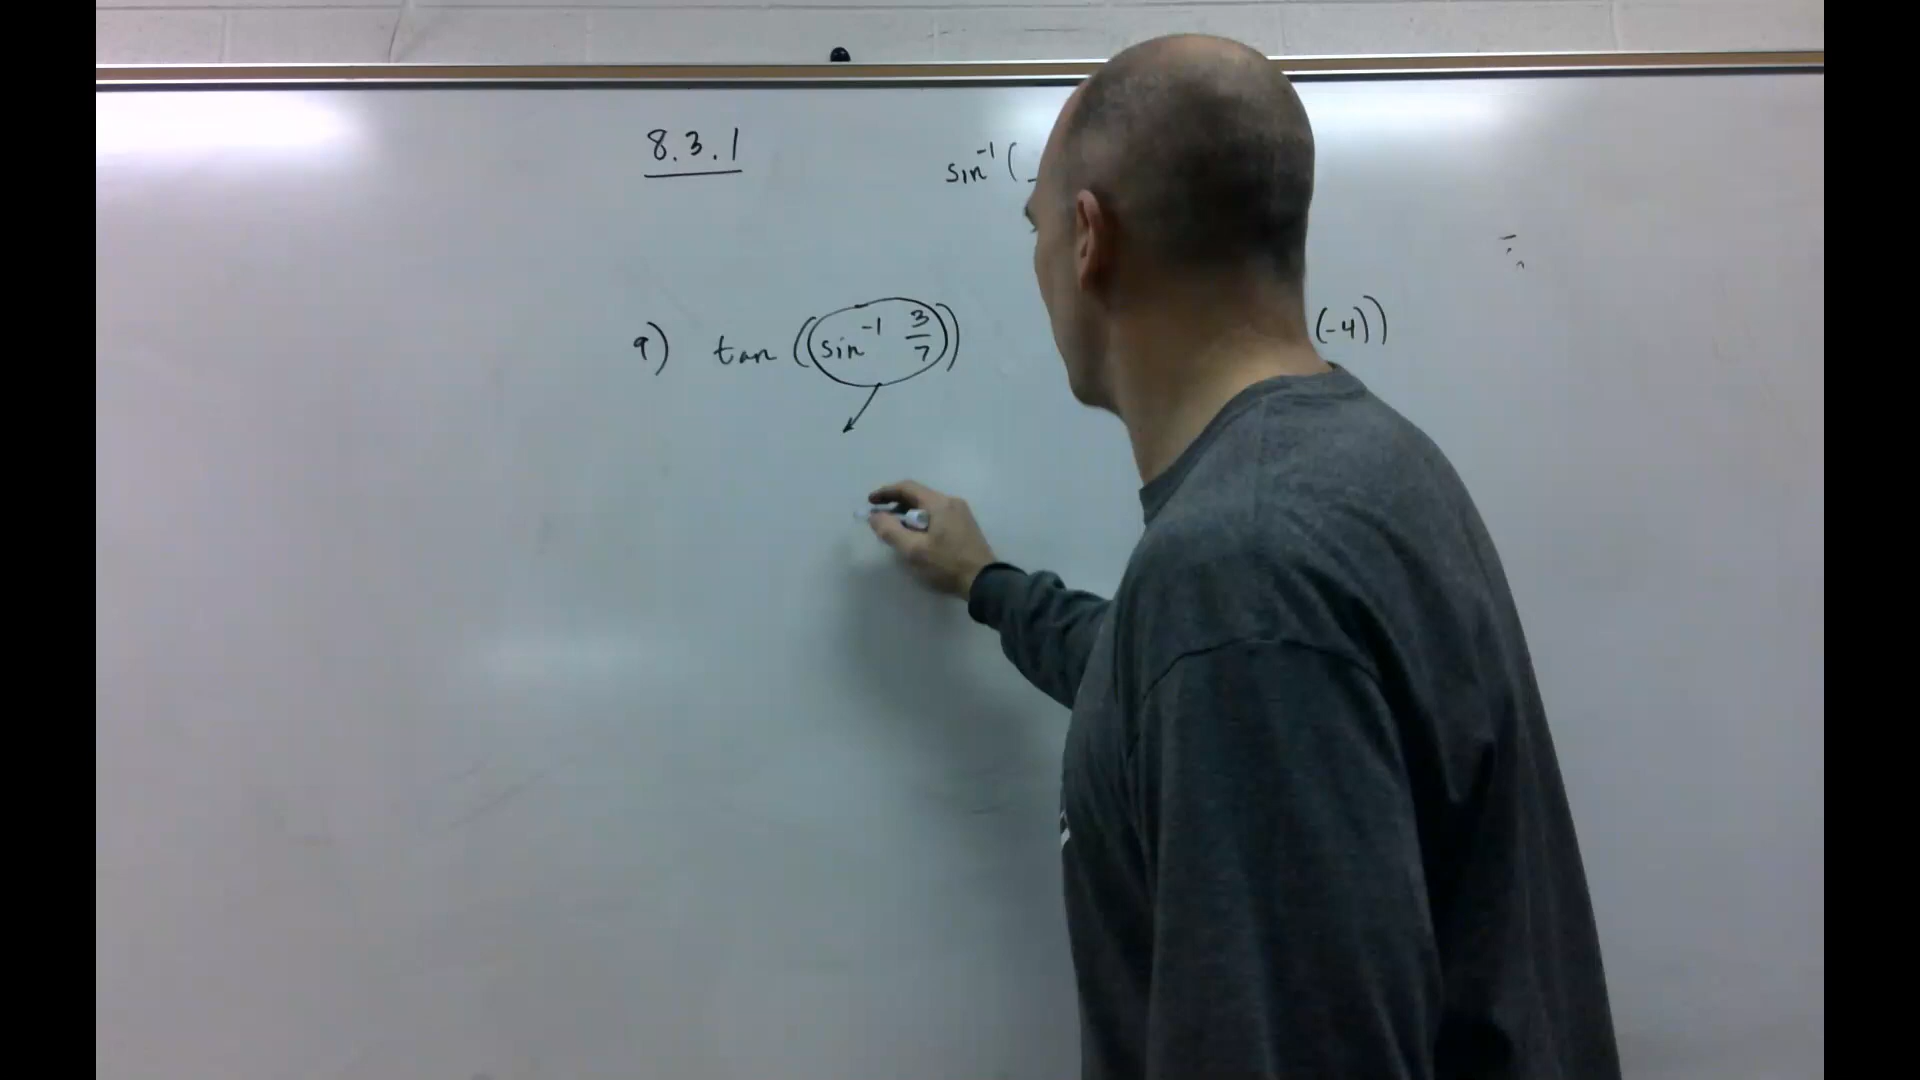 8.3.1
sin⁻¹(
9) tan((sin⁻¹ 3/7))
(-4))